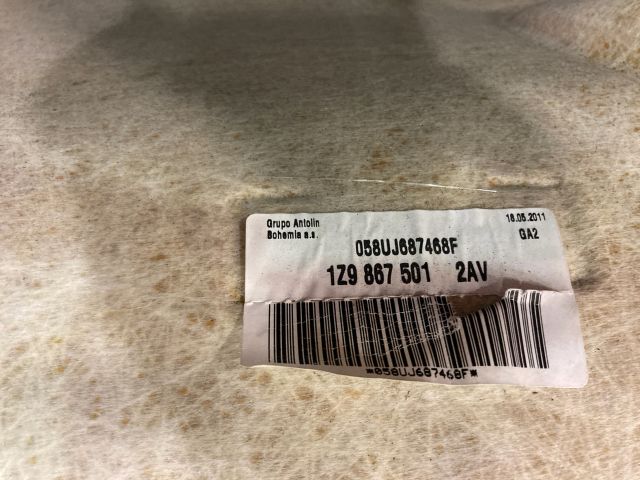 Grupo Antolin
Bohemia a.s.
18.05.2011
GA2
058UJ687468F
1Z9 867 501 2AV
*058UJ687468F*